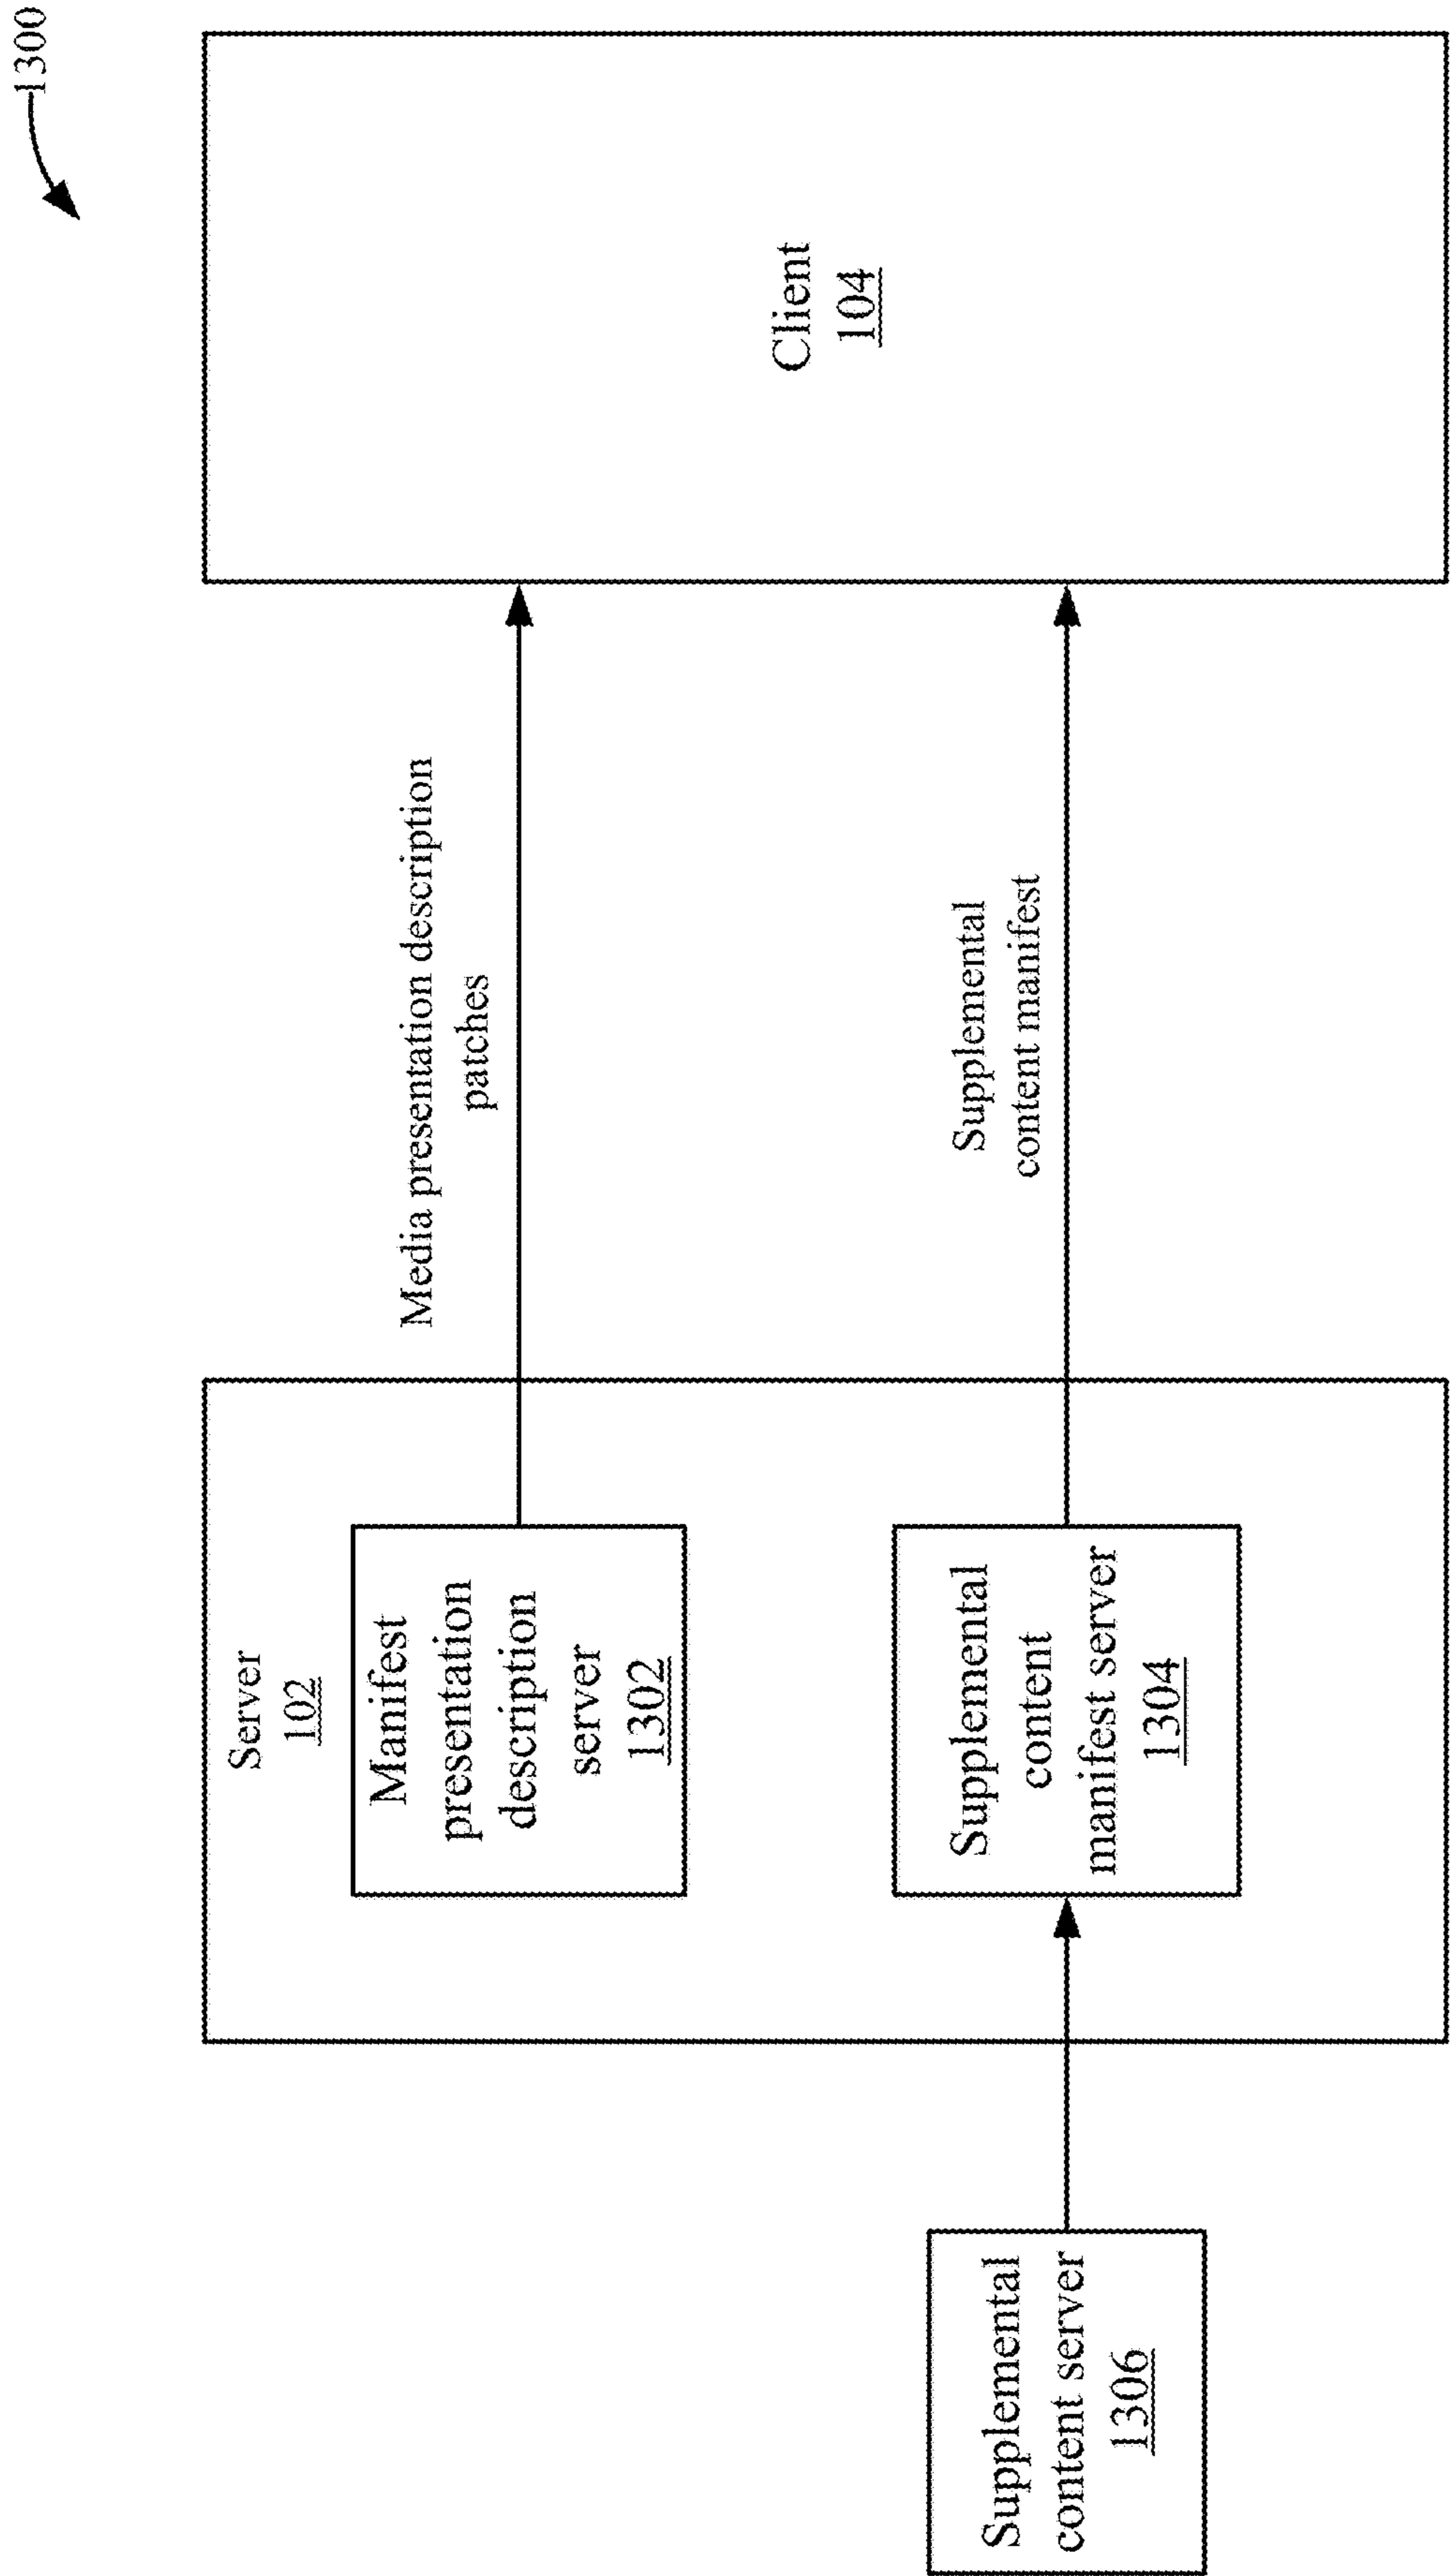 1300
Server
102
Manifest
presentation
description
server
1302
Media presentation description
patches
Client
104
Supplemental
content server
1306
Supplemental
content
manifest server
1304
Supplemental
content manifest